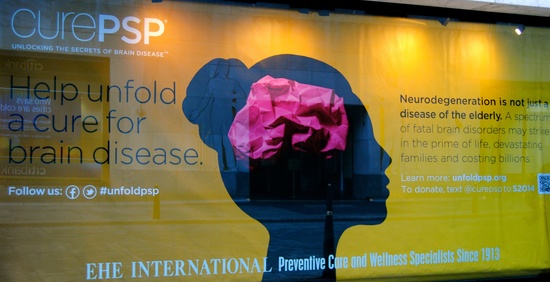 curePSP®
UNLOCKING THE SECRETS OF BRAIN DISEASE™
Help unfold
a cure for
brain disease.
Follow us: #unfoldpsp
Neurodegeneration is not just a
disease of the elderly. A spectrum
of fatal brain disorders may strike
in the prime of life, devastating
families and costing billions.
Learn more: unfoldpsp.org
To donate, text @curepsp to 52014
EHE INTERNATIONAL Preventive Care and Wellness Specialists Since 1913
citibank